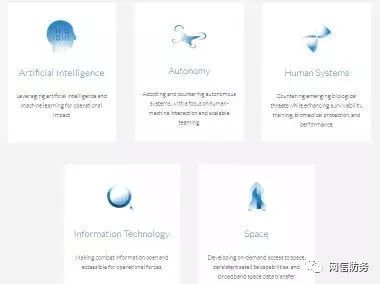 Artificial Intelligence
Leveraging artificial intelligence and
machine learning for operational
impact
Autonomy
Adopting and countering autonomous
systems, with a focus on human-
machine interaction and scalable
teaming
Human Systems
Countering emerging biological
threats while enhancing survivability,
training, biomedical protection, and
performance
Information Technology
Making combat information open and
accessible for operational forces
Space
Developing on-demand access to space,
persistent satellite capabilities, and
broadband space data transfer
网信防务